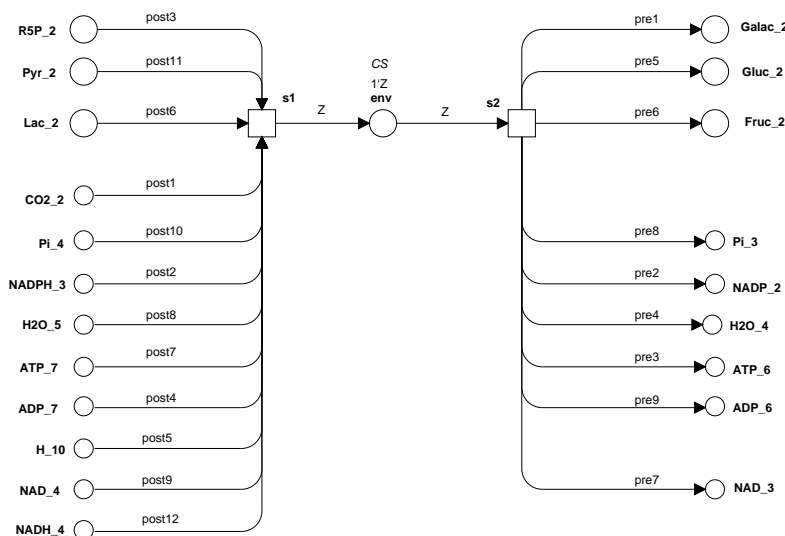 R5P_2 post3 pre1 Galac_2
Pyr_2 post11 CS pre5 Gluc_2
1'Z
s1 env s2
Lac_2 post6 Z Z pre6 Fruc_2
CO2_2 post1
Pi_4 post10 pre8 Pi_3
NADPH_3 post2 pre2 NADP_2
H2O_5 post8 pre4 H2O_4
ATP_7 post7 pre3 ATP_6
ADP_7 post4 pre9 ADP_6
H_10 post5
NAD_4 post9 pre7 NAD_3
NADH_4 post12